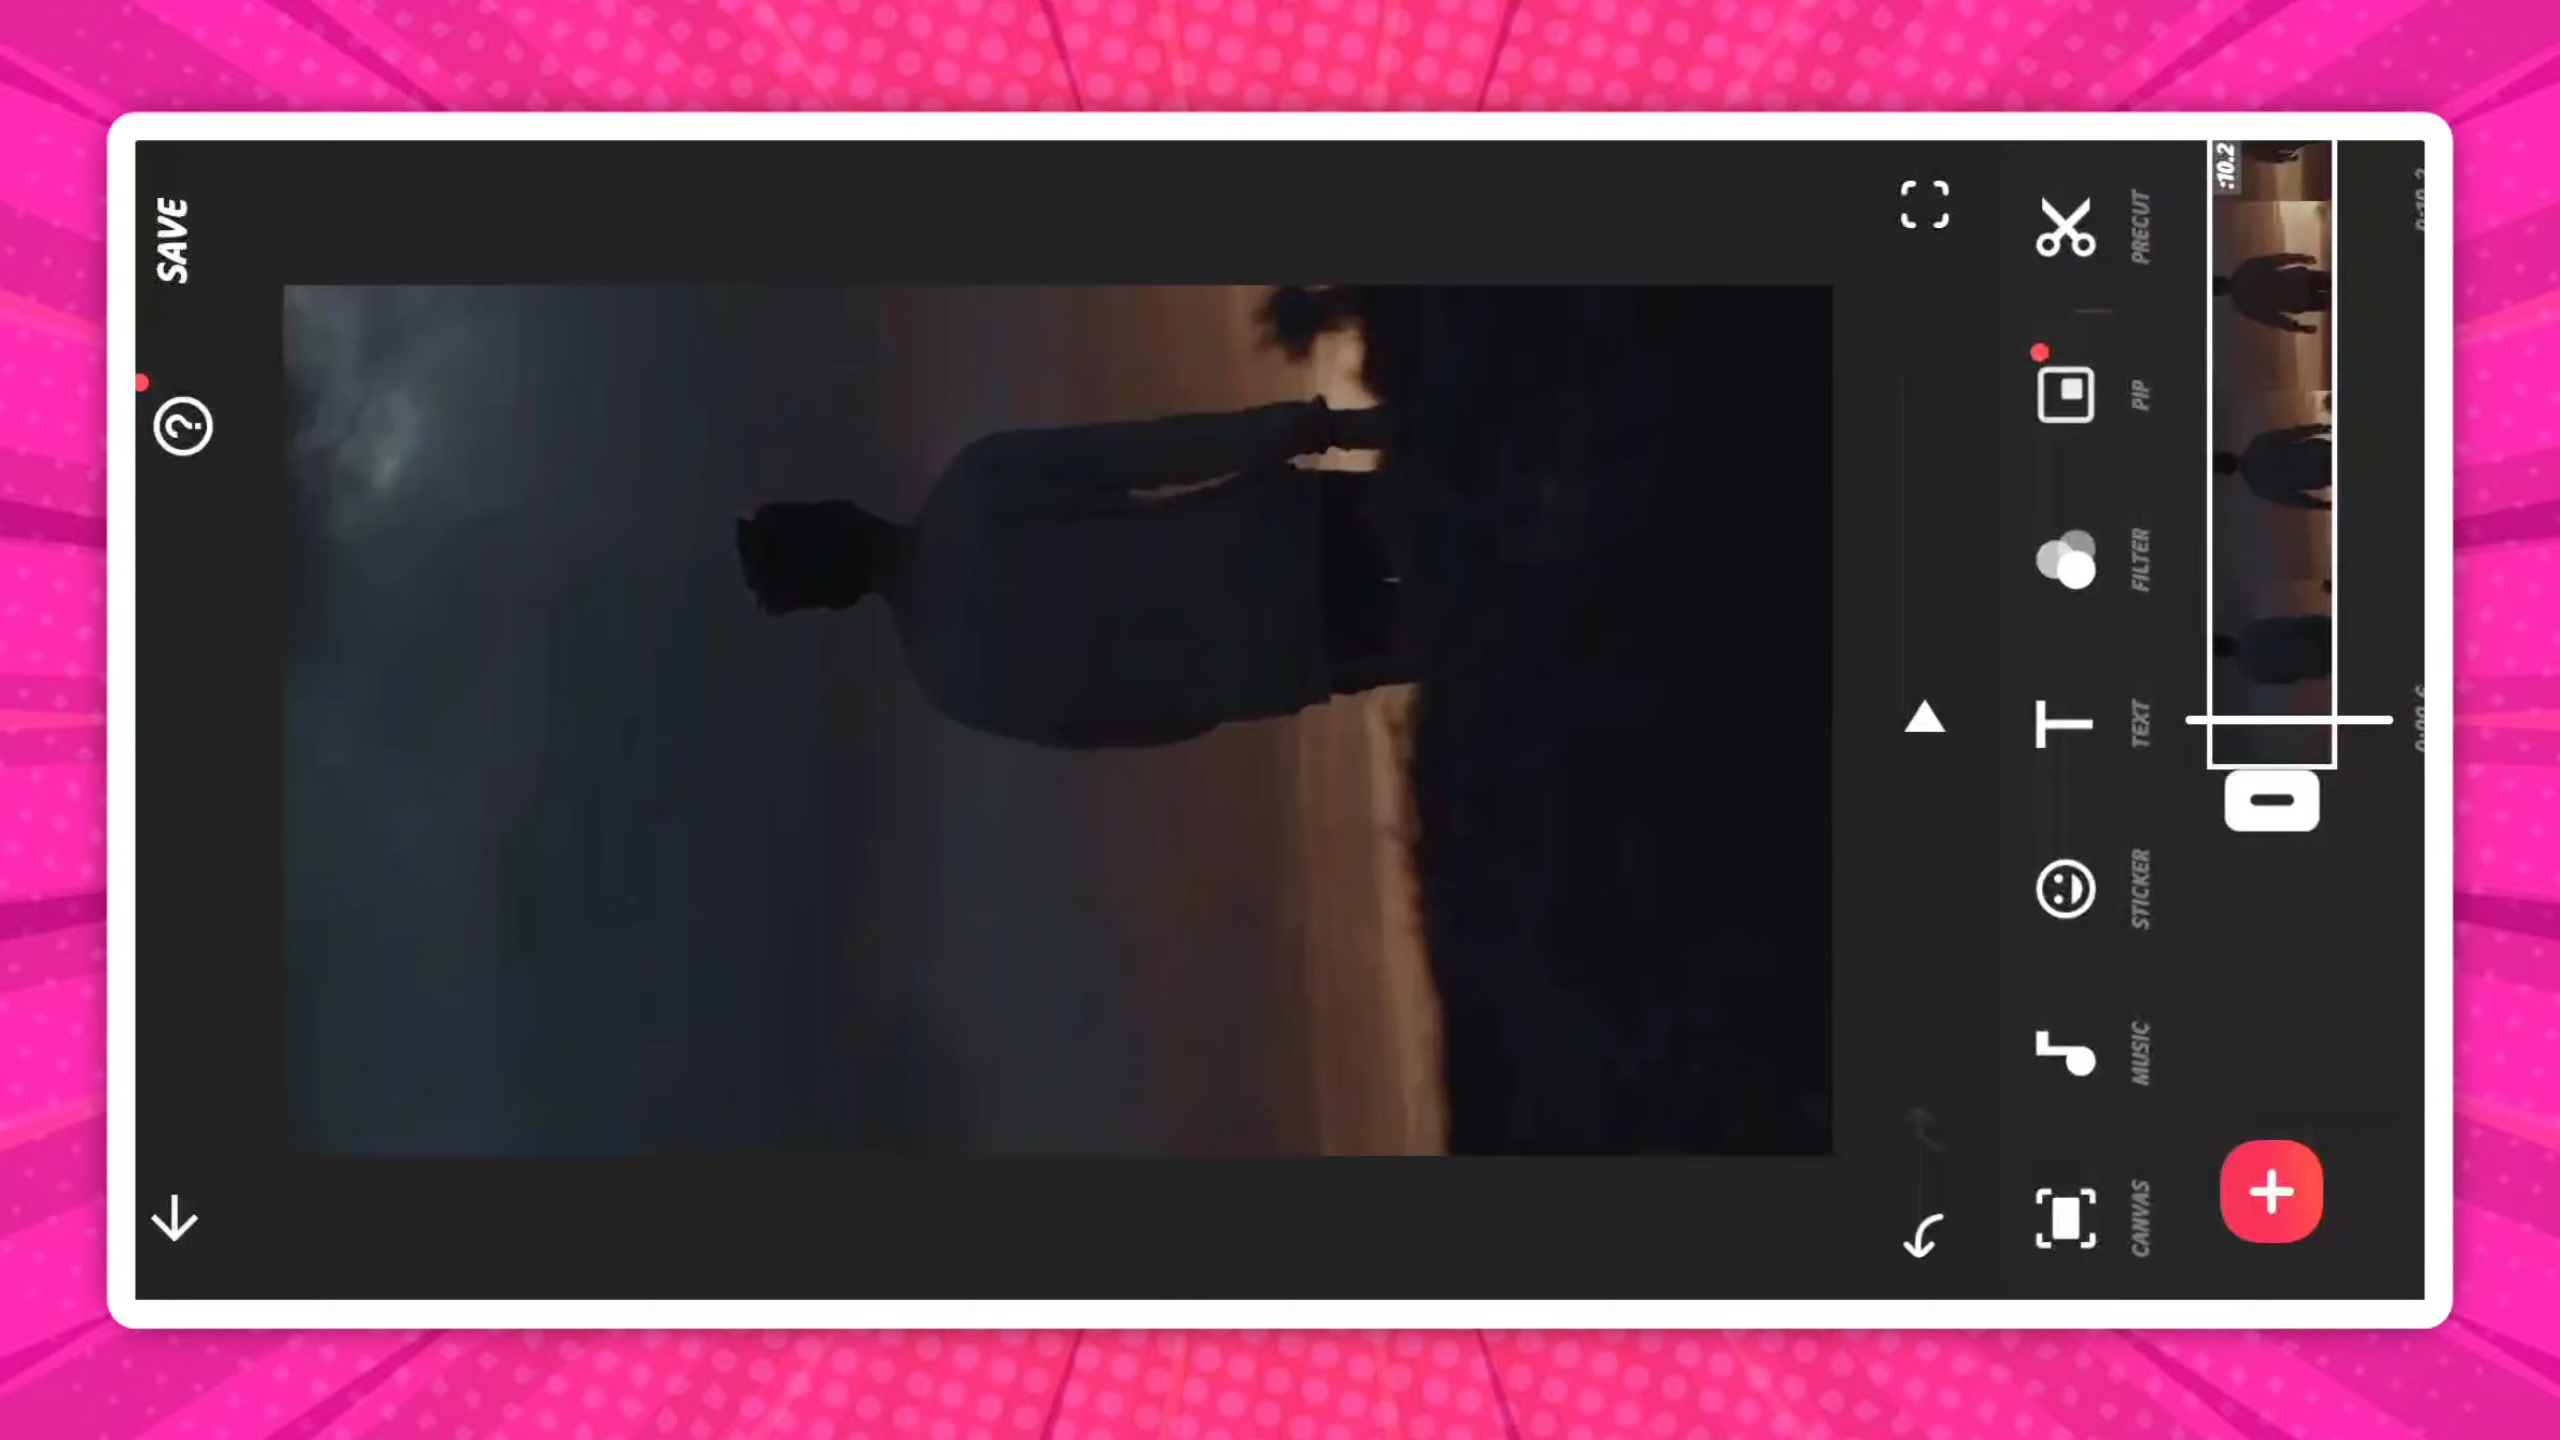 SAVE
CANVAS
MUSIC
STICKER
TEXT
FILTER
PIP
PRECUT
:10.2